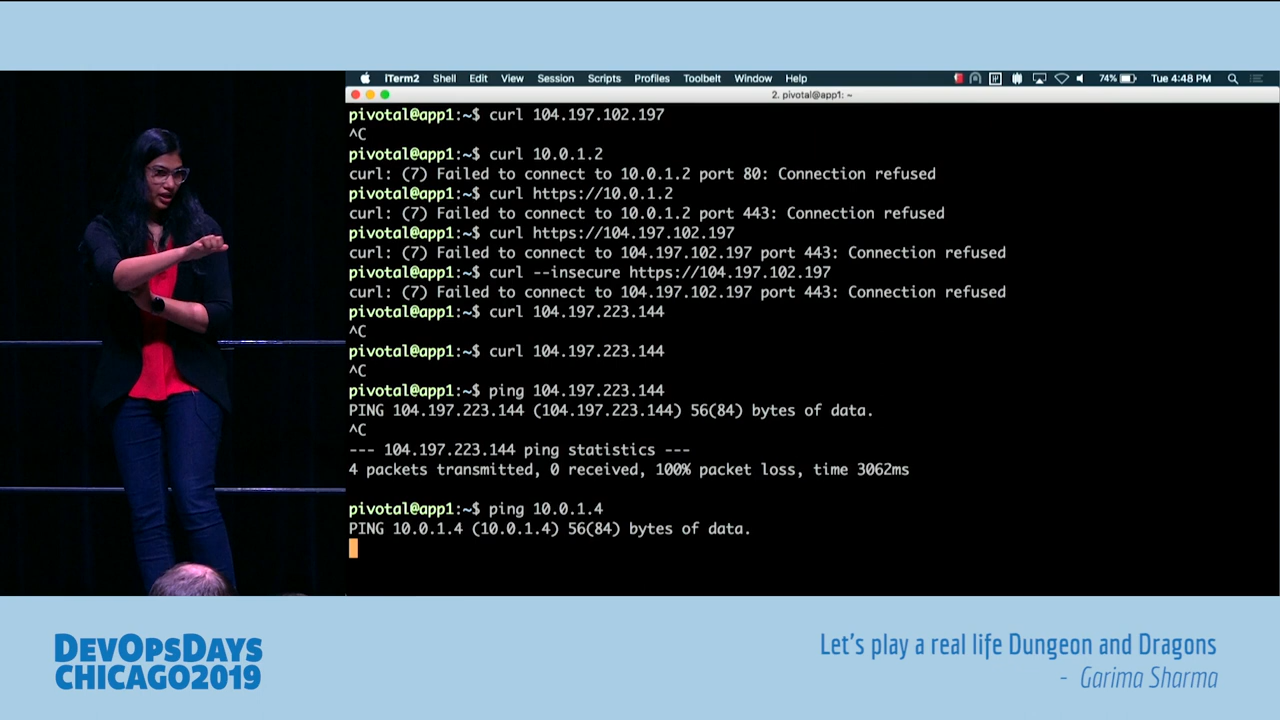 iTerm2 Shell Edit View Session Scripts Profiles Toolbelt Window Help 74% Tue 4:48 PM
2. pivotal@app1: ~
pivotal@app1:~$ curl 104.197.102.197
^C
pivotal@app1:~$ curl 10.0.1.2
curl: (7) Failed to connect to 10.0.1.2 port 80: Connection refused
pivotal@app1:~$ curl https://10.0.1.2
curl: (7) Failed to connect to 10.0.1.2 port 443: Connection refused
pivotal@app1:~$ curl https://104.197.102.197
curl: (7) Failed to connect to 104.197.102.197 port 443: Connection refused
pivotal@app1:~$ curl --insecure https://104.197.102.197
curl: (7) Failed to connect to 104.197.102.197 port 443: Connection refused
pivotal@app1:~$ curl 104.197.223.144
^C
pivotal@app1:~$ curl 104.197.223.144
^C
pivotal@app1:~$ ping 104.197.223.144
PING 104.197.223.144 (104.197.223.144) 56(84) bytes of data.
^C
--- 104.197.223.144 ping statistics ---
4 packets transmitted, 0 received, 100% packet loss, time 3062ms
pivotal@app1:~$ ping 10.0.1.4
PING 10.0.1.4 (10.0.1.4) 56(84) bytes of data.
DEVOPSDAYS
CHICAGO2019
Let's play a real life Dungeon and Dragons
- Garima Sharma